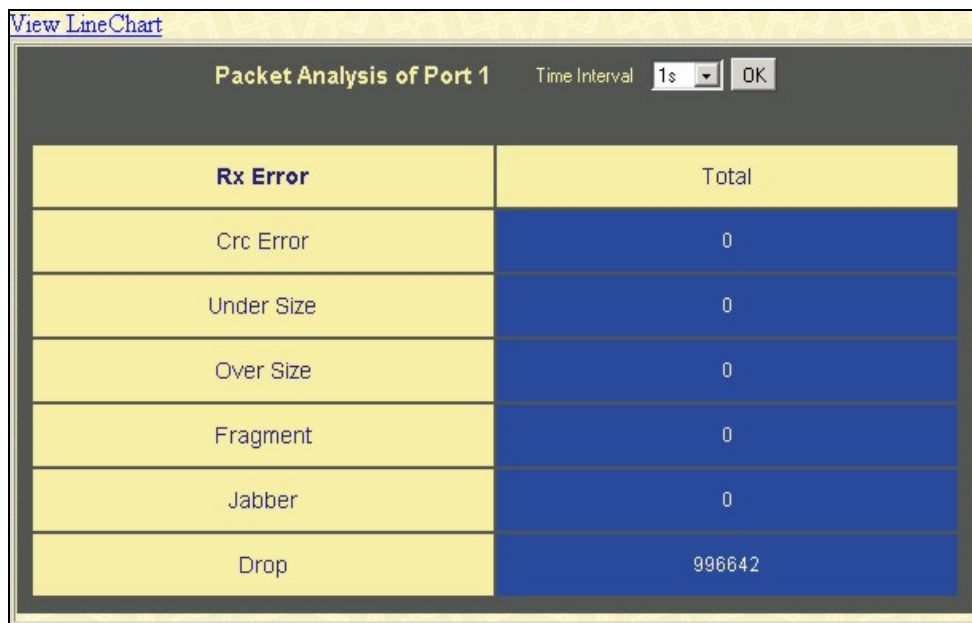 View LineChart
Packet Analysis of Port 1 Time Interval 1s OK
Rx Error Total
Crc Error 0
Under Size 0
Over Size 0
Fragment 0
Jabber 0
Drop 996642